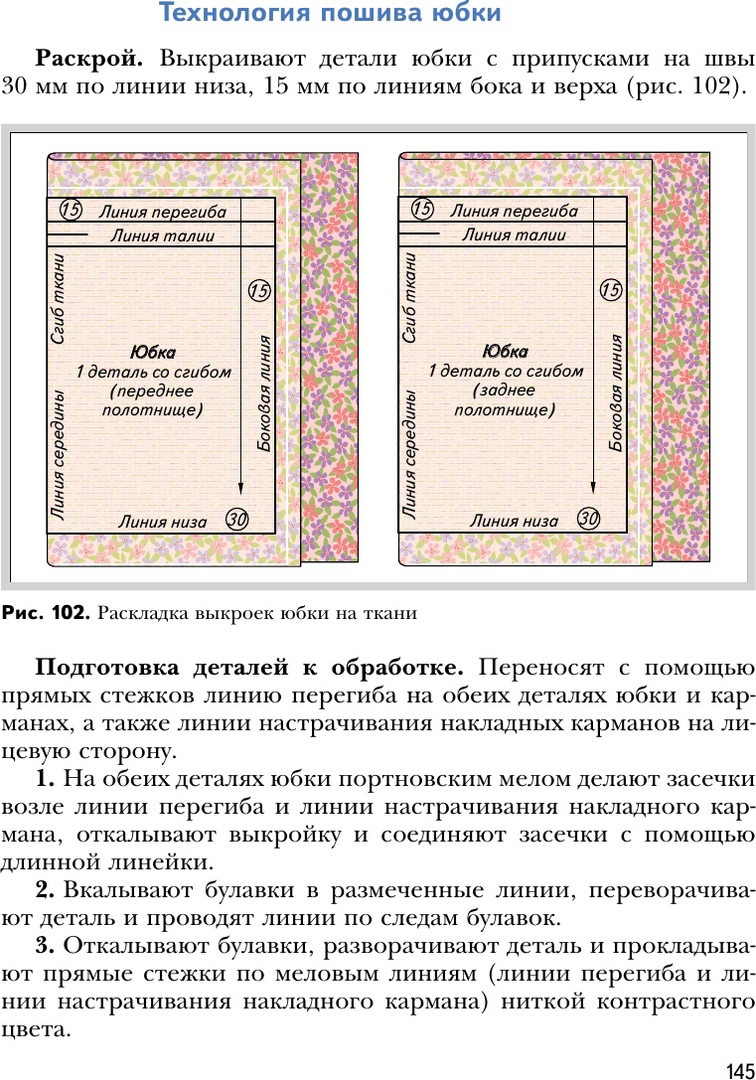 Технология пошива юбки
Раскрой. Выкраивают детали юбки с припусками на швы
30 мм по линии низа, 15 мм по линиям бока и верха (рис. 102).
15 Линия перегиба
Линия талии
Сгиб ткани
15
Юбка
1 деталь со сгибом
(переднее
полотнище)
Боковая линия
Линия середины
Линия низа 30
15 Линия перегиба
Линия талии
Сгиб ткани
15
Юбка
1 деталь со сгибом
(заднее
полотнище)
Боковая линия
Линия середины
Линия низа 30
Рис. 102. Раскладка выкроек юбки на ткани
Подготовка деталей к обработке. Переносят с помощью
прямых стежков линию перегиба на обеих деталях юбки и кар-
манах, а также линии настрачивания накладных карманов на ли-
цевую сторону.
1. На обеих деталях юбки портновским мелом делают засечки
возле линии перегиба и линии настрачивания накладного кар-
мана, откалывают выкройку и соединяют засечки с помощью
длинной линейки.
2. Вкалывают булавки в размеченные линии, переворачива-
ют деталь и проводят линии по следам булавок.
3. Откалывают булавки, разворачивают деталь и прокладыва-
ют прямые стежки по меловым линиям (линии перегиба и ли-
нии настрачивания накладного кармана) ниткой контрастного
цвета.
145